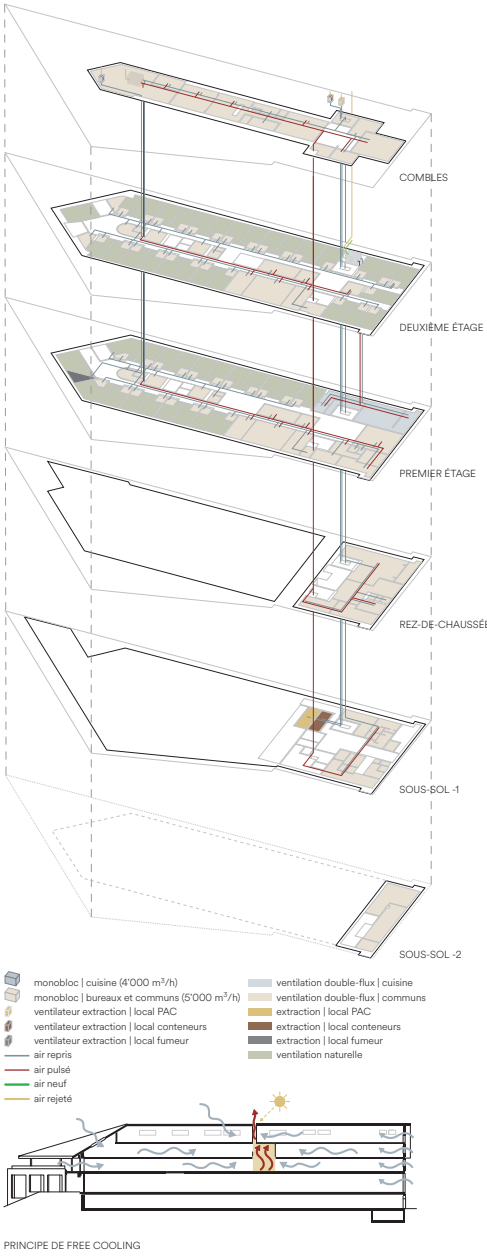 COMBLES
DEUXIÈME ÉTAGE
PREMIER ÉTAGE
REZ-DE-CHAUSSÉE
SOUS-SOL -1
SOUS-SOL -2
monobloc | cuisine (4'000 m³/h)
monobloc | bureaux et communs (5'000 m³/h)
ventilateur extraction | local PAC
ventilateur extraction | local conteneurs
ventilateur extraction | local fumeur
air repris
air pulsé
air neuf
air rejeté
ventilation double-flux | cuisine
ventilation double-flux | communs
extraction | local PAC
extraction | local conteneurs
extraction | local fumeur
ventilation naturelle
PRINCIPE DE FREE COOLING